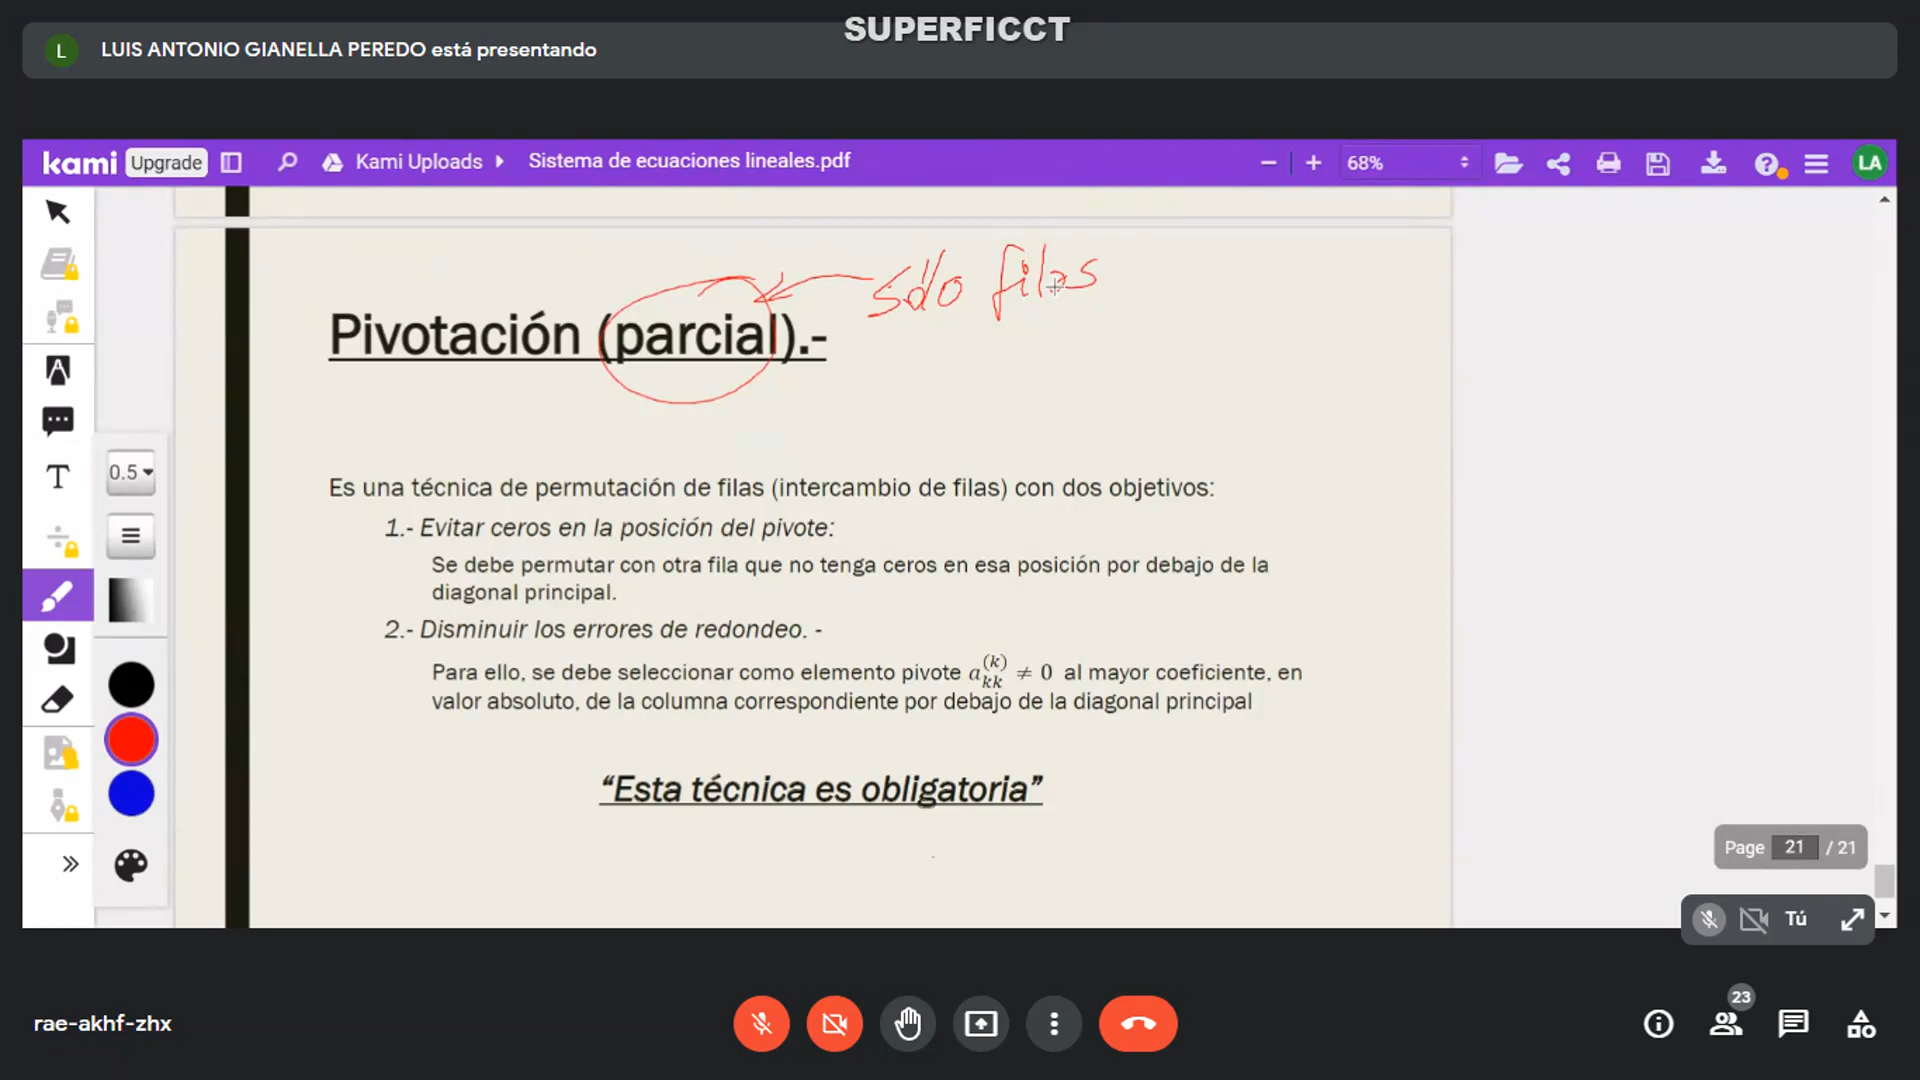 SUPERFICCT
L LUIS ANTONIO GIANELLA PEREDO está presentando
kami Upgrade Kami Uploads Sistema de ecuaciones lineales.pdf 68% LA
sólo filas
Pivotación (parcial).-
0.5
Es una técnica de permutación de filas (intercambio de filas) con dos objetivos:
1.- Evitar ceros en la posición del pivote:
Se debe permutar con otra fila que no tenga ceros en esa posición por debajo de la
diagonal principal.
2.- Disminuir los errores de redondeo. -
Para ello, se debe seleccionar como elemento pivote a_{kk}^{(k)} ≠ 0 al mayor coeficiente, en
valor absoluto, de la columna correspondiente por debajo de la diagonal principal
“Esta técnica es obligatoria”
Page 21 / 21
Tú
23
rae-akhf-zhx